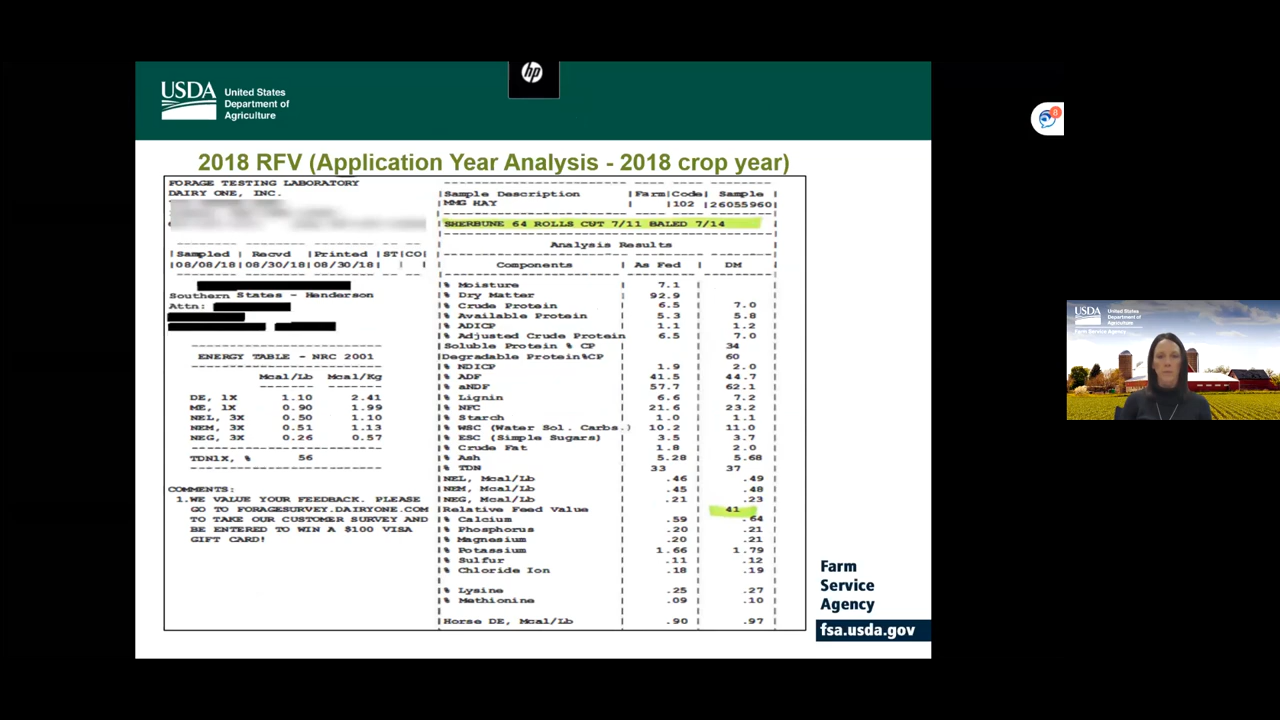 hp
USDA United States
Department of
Agriculture
8
2018 RFV (Application Year Analysis - 2018 crop year)
FORAGE TESTING LABORATORY
DAIRY ONE, INC.
|Sampled | Recvd |Printed |ST|CO|
|08/08/18|08/30/18|08/30/18| | |
Southern States - Henderson
Attn:
ENERGY TABLE - NRC 2001
Mcal/Lb Mcal/Kg
DE, 1X 1.10 2.41
ME, 1X 0.90 1.99
NEL, 3X 0.50 1.10
NEM, 3X 0.51 1.13
NEG, 3X 0.26 0.57
TDN1X, % 56
COMMENTS:
1.WE VALUE YOUR FEEDBACK. PLEASE
GO TO FORAGESURVEY.DAIRYONE.COM
TO TAKE OUR CUSTOMER SURVEY AND
BE ENTERED TO WIN A $100 VISA
GIFT CARD!
|Sample Description |Farm|Code| Sample |
|MMG HAY | |102 |26055960|
SHERBUNE 64 ROLLS CUT 7/11 BALED 7/14
Analysis Results
Components | As Fed | DM |
% Moisture 7.1
% Dry Matter 92.9
% Crude Protein 6.5 7.0
% Available Protein 5.3 5.8
% ADICP 1.1 1.2
% Adjusted Crude Protein 6.5 7.0
Soluble Protein % CP 34
Degradable Protein%CP 60
% NDICP 1.9 2.0
% ADF 41.5 44.7
% aNDF 57.7 62.1
% Lignin 6.6 7.2
% NFC 21.6 23.2
% Starch 1.0 1.1
% WSC (Water Sol. Carbs.) 10.2 11.0
% ESC (Simple Sugars) 3.5 3.7
% Crude Fat 1.8 2.0
% Ash 5.28 5.68
% TDN 33 37
NEL, Mcal/Lb .46 .49
NEM, Mcal/Lb .45 .48
NEG, Mcal/Lb .21 .23
Relative Feed Value 41
% Calcium .59 .64
% Phosphorus .20 .21
% Magnesium .20 .21
% Potassium 1.66 1.79
% Sulfur .11 .12
% Chloride Ion .18 .19
% Lysine .25 .27
% Methionine .09 .10
Horse DE, Mcal/Lb .90 .97
Farm
Service
Agency
fsa.usda.gov
USDA United States
Department of
Agriculture
Farm Service Agency